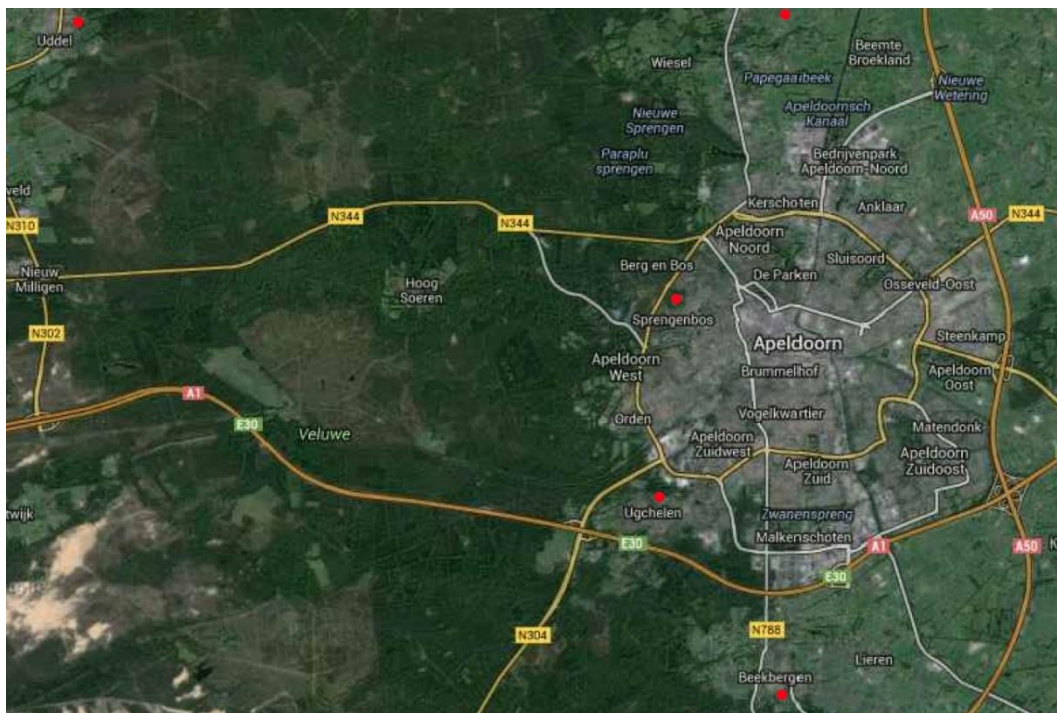 Uddel
Wiesel
Beemte
Broekland
Papegaaibeek
Nieuwe
Wetering
Apeldoornsch
Kanaal
Nieuwe
Sprengen
Paraplu
sprengen
Bedrijvenpark
Apeldoorn-Noord
veld
N310
N344
N344
Kerschoten
Anklaar
A50
N344
Apeldoorn
Noord
Sluisoord
Berg en Bos
De Parken
Osseveld-Oost
Nieuw
Milligen
Hoog
Soeren
Sprengenbos
N302
Apeldoorn
Steenkamp
Apeldoorn
West
Brummelhof
Apeldoorn
Oost
A1
E30
Veluwe
Orden
Vogelkwartier
Matendonk
Apeldoorn
Zuidwest
Apeldoorn
Zuid
Apeldoorn
Zuidoost
twijk
Ugchelen
Zwanenspreng
Malkenschoten
E30
A1
A50
K
E30
N304
N788
Lieren
Beekbergen